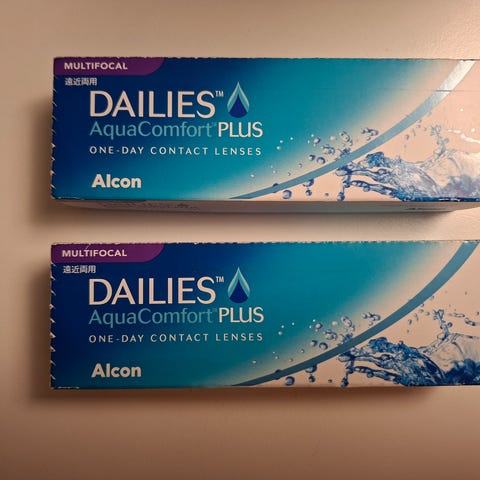 MULTIFOCAL
遠近両用
DAILIES™
AquaComfort® PLUS
ONE-DAY CONTACT LENSES
Alcon
MULTIFOCAL
遠近両用
DAILIES™
AquaComfort® PLUS
ONE-DAY CONTACT LENSES
Alcon